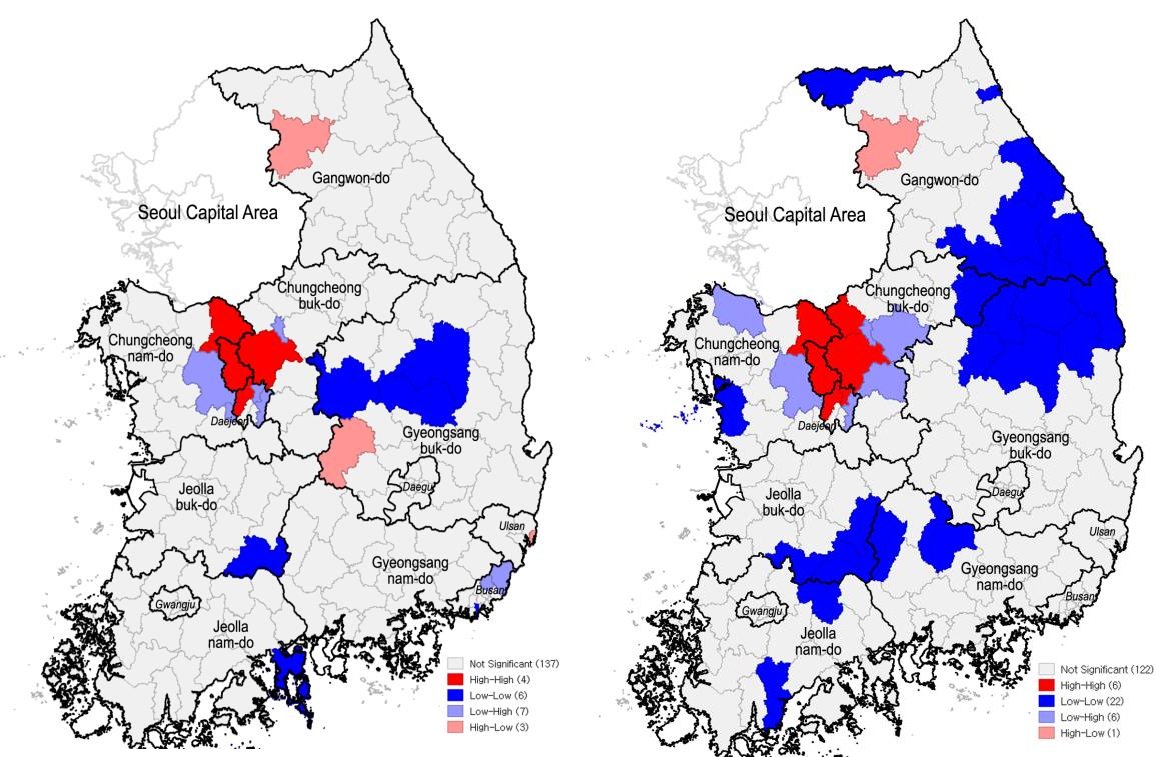 Gangwon-do
Seoul Capital Area
Chungcheong
buk-do
Chungcheong
nam-do
Daejeon
Gyeongsang
buk-do
Daegu
Jeolla
buk-do
Ulsan
Gyeongsang
nam-do
Busan
Gwangju
Jeolla
nam-do
Not Significant (137)
High-High (4)
Low-Low (6)
Low-High (7)
High-Low (3)
Gangwon-do
Seoul Capital Area
Chungcheong
buk-do
Chungcheong
nam-do
Daejeon
Gyeongsang
buk-do
Daegu
Jeolla
buk-do
Ulsan
Gyeongsang
nam-do
Busan
Gwangju
Jeolla
nam-do
Not Significant (122)
High-High (6)
Low-Low (22)
Low-High (6)
High-Low (1)